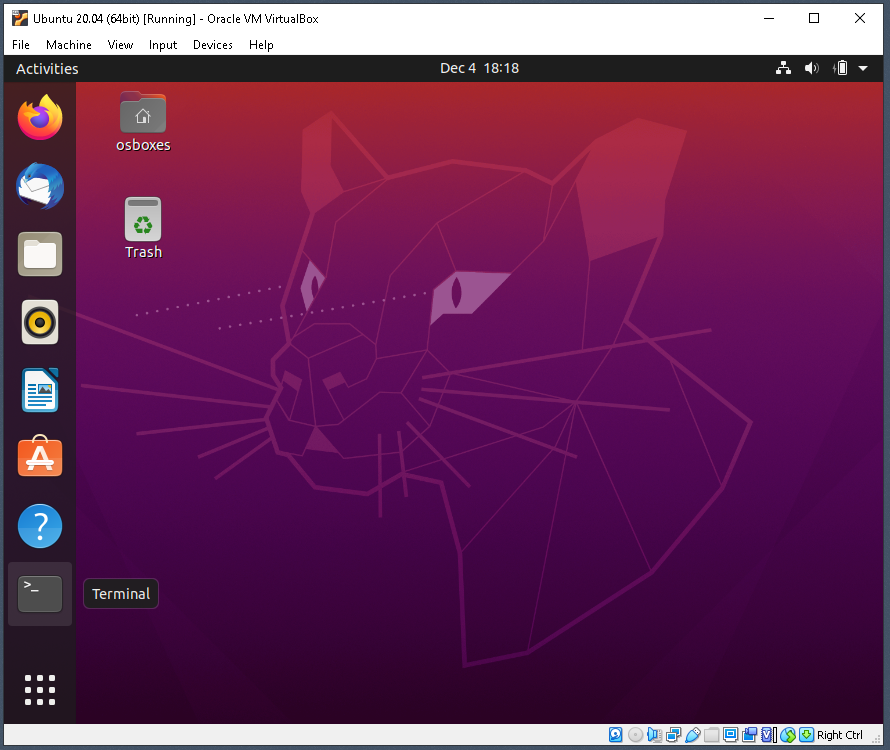 Ubuntu 20.04 (64bit) [Running] - Oracle VM VirtualBox
File Machine View Input Devices Help
Activities Dec 4 18:18
osboxes
Trash
?
>_
Terminal
Right Ctrl